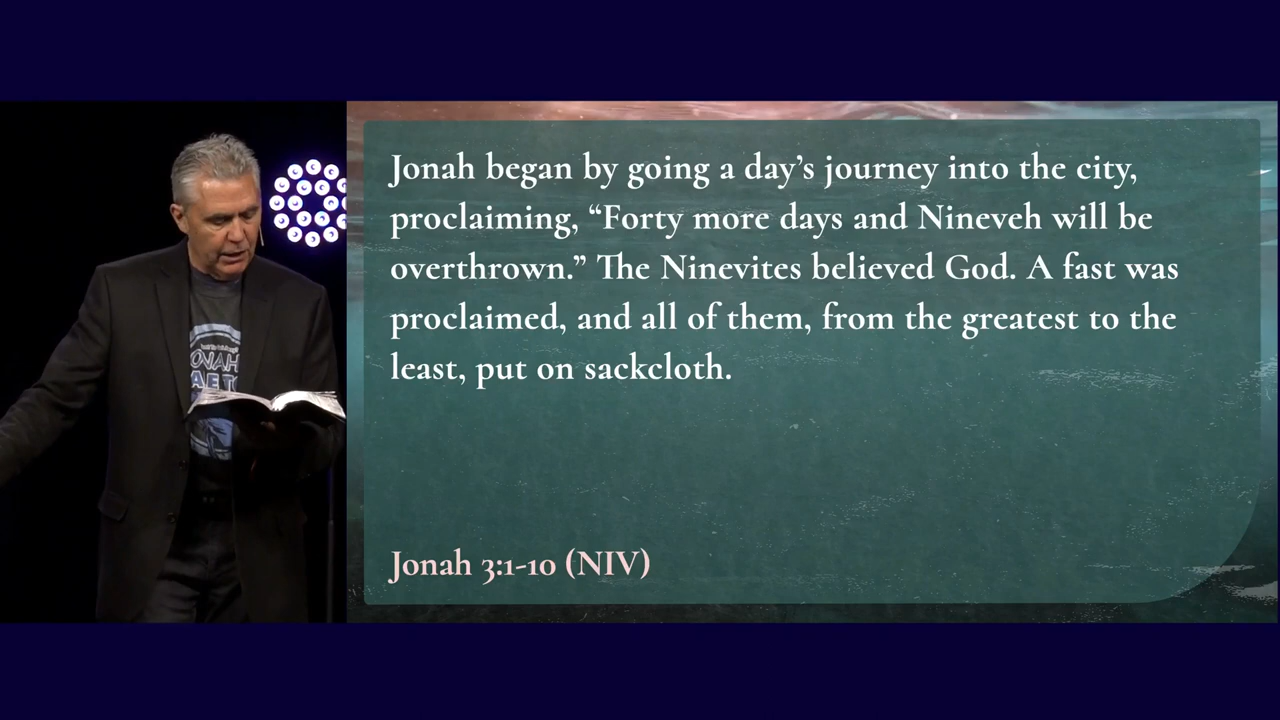 Jonah began by going a day’s journey into the city,
proclaiming, “Forty more days and Nineveh will be
overthrown.” The Ninevites believed God. A fast was
proclaimed, and all of them, from the greatest to the
least, put on sackcloth.
Jonah 3:1-10 (NIV)